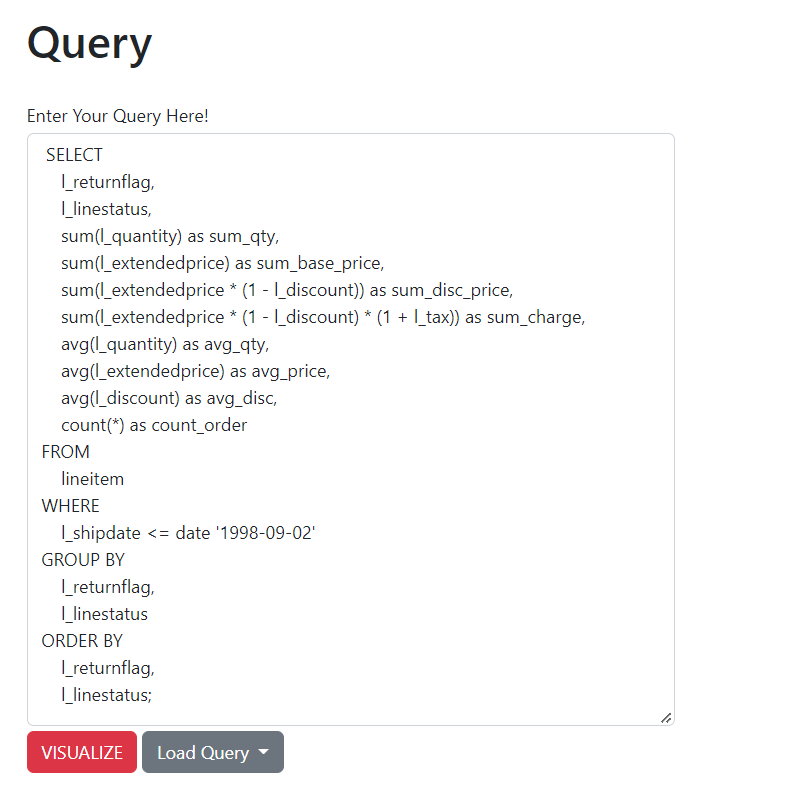 Query
Enter Your Query Here!
SELECT
l_returnflag,
l_linestatus,
sum(l_quantity) as sum_qty,
sum(l_extendedprice) as sum_base_price,
sum(l_extendedprice * (1 - l_discount)) as sum_disc_price,
sum(l_extendedprice * (1 - l_discount) * (1 + l_tax)) as sum_charge,
avg(l_quantity) as avg_qty,
avg(l_extendedprice) as avg_price,
avg(l_discount) as avg_disc,
count(*) as count_order
FROM
lineitem
WHERE
l_shipdate <= date '1998-09-02'
GROUP BY
l_returnflag,
l_linestatus
ORDER BY
l_returnflag,
l_linestatus;
VISUALIZE Load Query